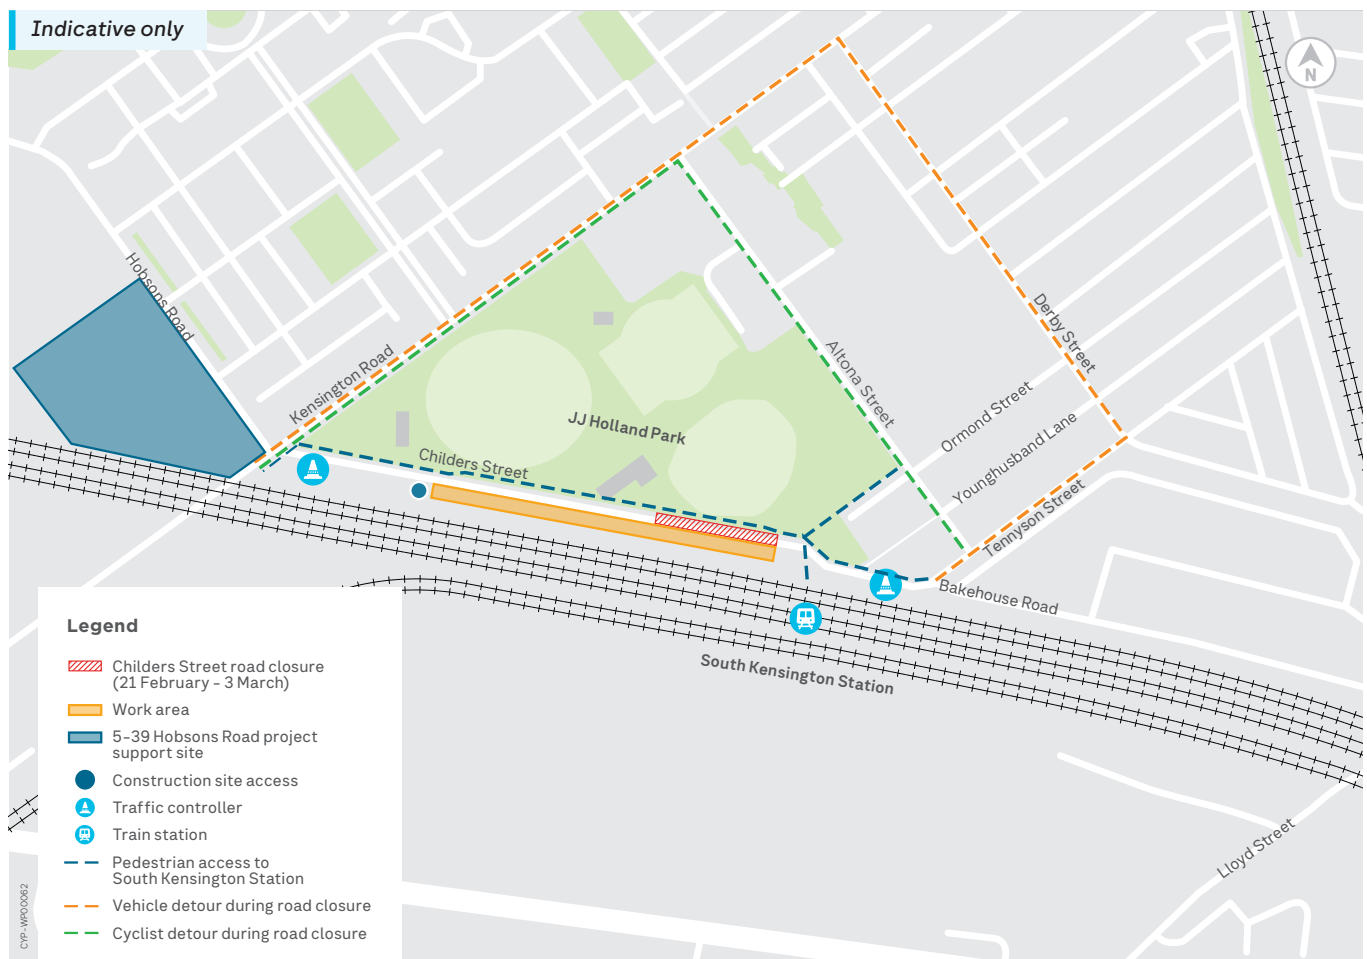 Indicative only
N
Hobsons Road
Kensington Road
Derby Street
Altona Street
Ormond Street
JJ Holland Park
Childers Street
Younghusband Lane
Tennyson Street
Bakehouse Road
South Kensington Station
Lloyd Street
Legend
Childers Street road closure
(21 February - 3 March)
Work area
5-39 Hobsons Road project
support site
Construction site access
Traffic controller
Train station
Pedestrian access to
South Kensington Station
Vehicle detour during road closure
Cyclist detour during road closure
CYP-WP00062